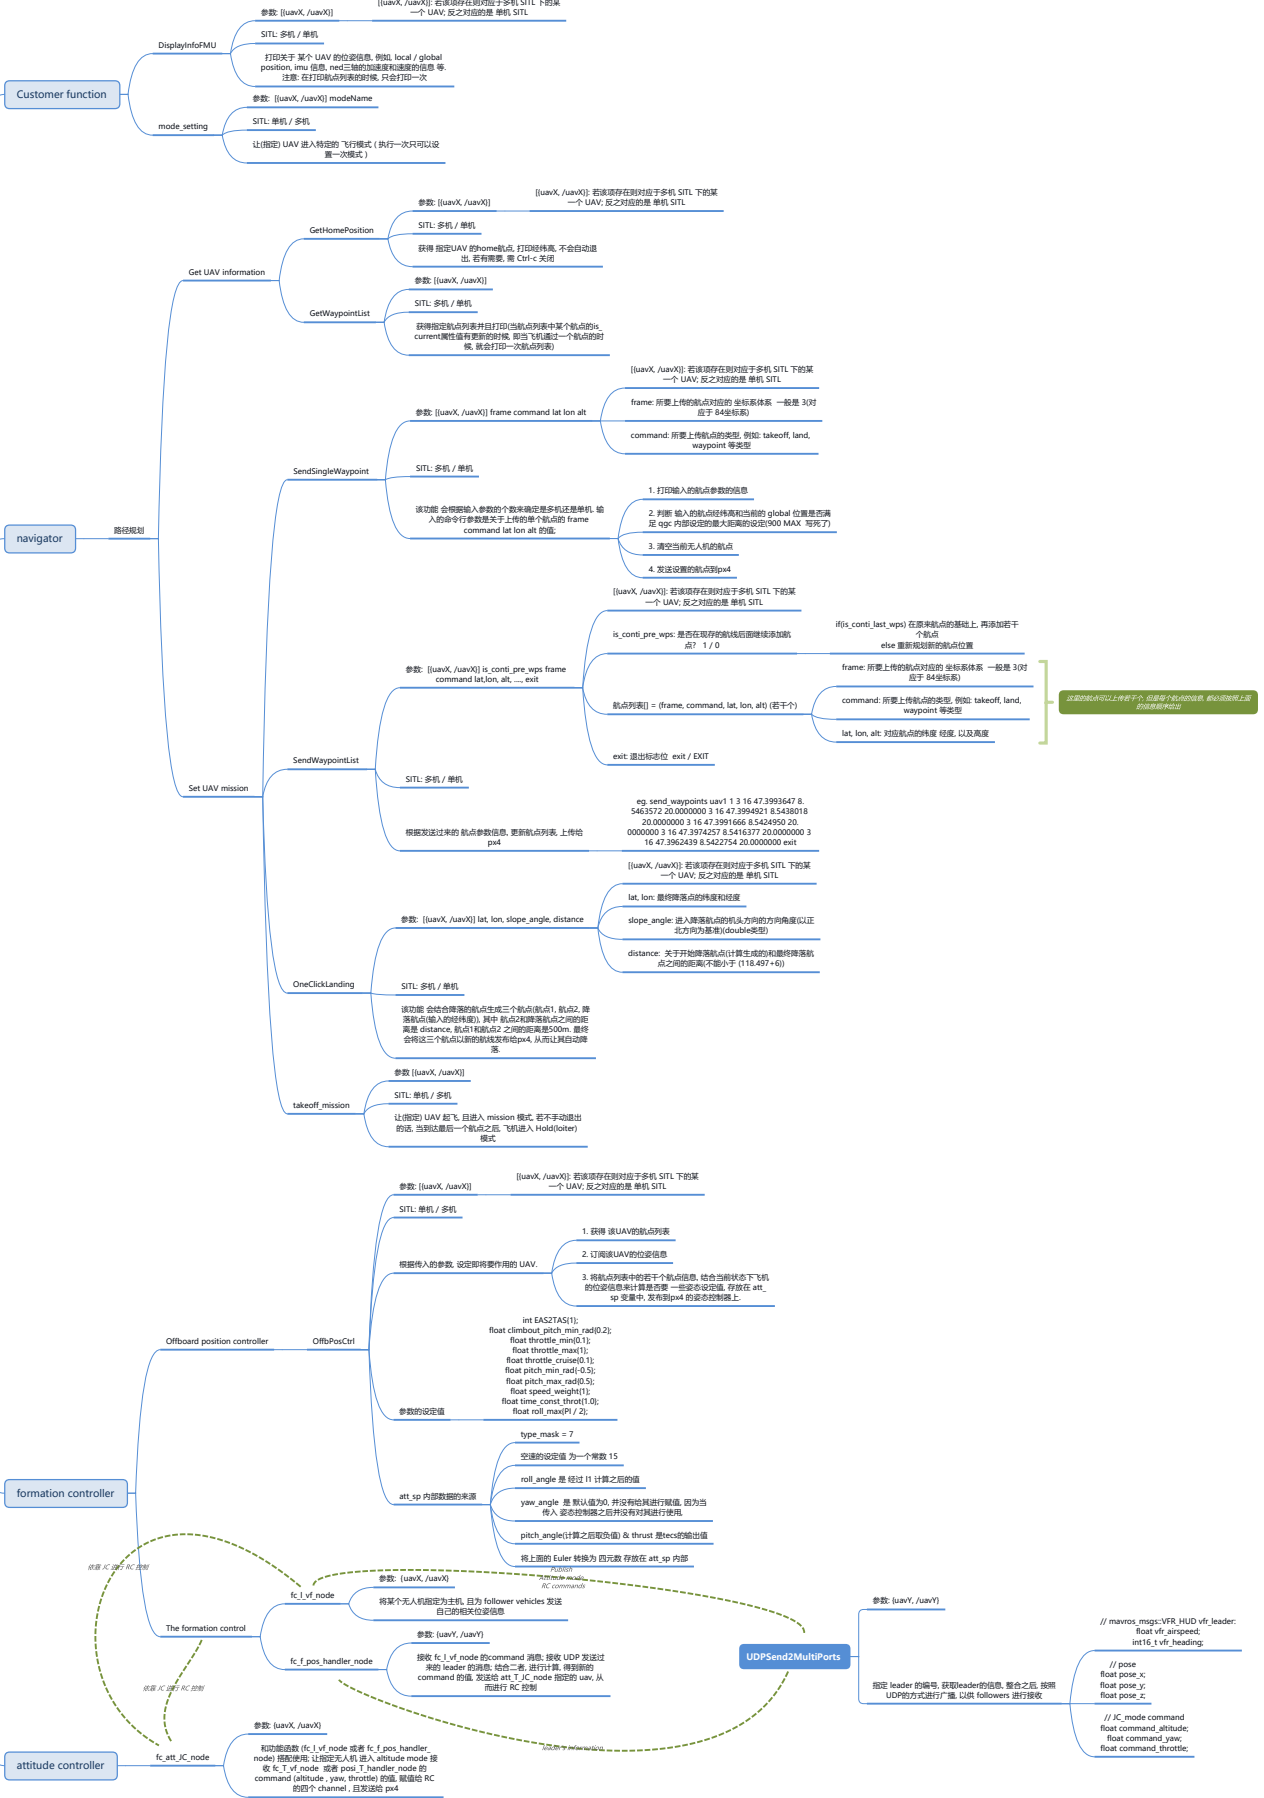 [{uavX, /uavX}]: 若该项存在则对应于多机 SITL 下的某
一个 UAV; 反之对应的是 单机 SITL
参数: [{uavX, /uavX}]
SITL: 多机 / 单机
DisplayInfoFMU
打印关于 某个 UAV 的位姿信息, 例如, local / global
position, imu 信息, ned三轴的加速度和速度的信息 等.
注意: 在打印航点列表的时候, 只会打印一次
Customer function
参数: [{uavX, /uavX}] modeName
SITL: 单机 / 多机
mode_setting
让(指定) UAV 进入特定的 飞行模式 ( 执行一次只可以设
置一次模式 )
[{uavX, /uavX}]: 若该项存在则对应于多机 SITL 下的某
一个 UAV; 反之对应的是 单机 SITL
参数: [{uavX, /uavX}]
SITL: 多机 / 单机
GetHomePosition
获得 指定UAV 的home航点, 打印经纬高, 不会自动退
出, 若有需要, 需 Ctrl-c 关闭
Get UAV information
参数: [{uavX, /uavX}]
SITL: 多机 / 单机
GetWaypointList
获得指定航点列表并且打印(当航点列表中某个航点的is_
current属性值有更新的时候, 即当飞机通过一个航点的时
候, 就会打印一次航点列表)
[{uavX, /uavX}]: 若该项存在则对应于多机 SITL 下的某
一个 UAV; 反之对应的是 单机 SITL
frame: 所要上传的航点对应的 坐标系体系 一般是 3(对
应于 84坐标系)
参数: [{uavX, /uavX}] frame command lat lon alt
command: 所要上传航点的类型, 例如: takeoff, land,
waypoint 等类型
SendSingleWaypoint
SITL: 多机 / 单机
该功能 会根据输入参数的个数来确定是多机还是单机. 输
入的命令行参数是关于上传的单个航点的 frame
command lat lon alt 的值;
1. 打印输入的航点参数的信息
2. 判断 输入的航点经纬高和当前的 global 位置是否满
足 qgc 内部设定的最大距离的设定(900 MAX 写死了)
3. 清空当前无人机的航点
4. 发送设置的航点到px4
navigator
路径规划
[{uavX, /uavX}]: 若该项存在则对应于多机 SITL 下的某
一个 UAV; 反之对应的是 单机 SITL
is_conti_pre_wps: 是否在现存的航线后面继续添加航
点? 1 / 0
if(is_conti_last_wps) 在原来航点的基础上, 再添加若干
个航点
else 重新规划新的航点位置
参数: [{uavX, /uavX}] is_conti_pre_wps frame
command lat,lon, alt, ...., exit
frame: 所要上传的航点对应的 坐标系体系 一般是 3(对
应于 84坐标系)
航点列表[] = (frame, command, lat, lon, alt) (若干个)
command: 所要上传航点的类型, 例如: takeoff, land,
waypoint 等类型
lat, lon, alt: 对应航点的纬度 经度, 以及高度
这里的航点可以上传若干个, 但是每个航点的信息, 都必须按照上面
的信息顺序给出
exit: 退出标志位 exit / EXIT
SendWaypointList
SITL: 多机 / 单机
Set UAV mission
根据发送过来的 航点参数信息, 更新航点列表, 上传给
px4
eg. send_waypoints uav1 1 3 16 47.3993647 8.
5463572 20.0000000 3 16 47.3994921 8.5438018
20.0000000 3 16 47.3991666 8.5424950 20.
0000000 3 16 47.3974257 8.5416377 20.0000000 3
16 47.3962439 8.5422754 20.0000000 exit
[{uavX, /uavX}]: 若该项存在则对应于多机 SITL 下的某
一个 UAV; 反之对应的是 单机 SITL
lat, lon: 最终降落点的纬度和经度
参数: [{uavX, /uavX}] lat, lon, slope_angle, distance
slope_angle: 进入降落航点的机头方向的方向角度(以正
北方向为基准)(double类型)
distance: 关于开始降落航点(计算生成的)和最终降落航
点之间的距离(不能小于 (118.497+6))
OneClickLanding
SITL: 多机 / 单机
该功能 会结合降落的航点生成三个航点(航点1, 航点2, 降
落航点(输入的经纬度)), 其中 航点2和降落航点之间的距
离是 distance, 航点1和航点2 之间的距离是500m. 最终
会将这三个航点以新的航线发布给px4, 从而让其自动降
落.
参数 [{uavX, /uavX}]
SITL: 单机 / 多机
takeoff_mission
让(指定) UAV 起飞, 且进入 mission 模式, 若不手动退出
的话, 当到达最后一个航点之后, 飞机进入 Hold(loiter)
模式
[{uavX, /uavX}]: 若该项存在则对应于多机 SITL 下的某
一个 UAV; 反之对应的是 单机 SITL
参数: [{uavX, /uavX}]
SITL: 单机 / 多机
根据传入的参数, 设定即将要作用的 UAV.
1. 获得 该UAV的航点列表
2. 订阅该UAV的位姿信息
3. 将航点列表中的若干个航点信息, 结合当前状态下飞机
的位姿信息来计算是否要 一些姿态设定值, 存放在 att_
sp 变量中, 发布到px4 的姿态控制器上.
Offboard position controller
OffbPosCtrl
int EAS2TAS(1);
float climbout_pitch_min_rad(0.2);
float throttle_min(0.1);
float throttle_max(1);
float throttle_cruise(0.1);
float pitch_min_rad(-0.5);
float pitch_max_rad(0.5);
float speed_weight(1);
float time_const_throt(1.0);
float roll_max(PI / 2);
参数的设定值
type_mask = 7
空速的设定值 为一个常数 15
roll_angle 是 经过 l1 计算之后的值
att_sp 内部数据的来源
yaw_angle 是 默认值为0, 并没有给其进行赋值, 因为当
传入 姿态控制器之后并没有对其进行使用,
pitch_angle(计算之后取负值) & thrust 是tecs的输出值
将上面的 Euler 转换为 四元数 存放在 att_sp 内部
formation controller
依靠 JC 进行 RC 控制
Publish
Attitude mode
RC commands
参数: {uavX, /uavX}
fc_l_vf_node
将某个无人机指定为主机, 且为 follower vehicles 发送
自己的相关位姿信息
The formation control
参数: {uavY, /uavY}
fc_f_pos_handler_node
接收 fc_l_vf_node 的command 消息; 接收 UDP 发送过
来的 leader 的消息; 结合二者, 进行计算, 得到新的
command 的值, 发送给 att_T_JC_node 指定的 uav, 从
而进行 RC 控制
依靠 JC 进行 RC 控制
leader's information
UDPSend2MultiPorts
参数: {uavY, /uavY}
指定 leader 的编号, 获取leader的信息, 整合之后, 按照
UDP的方式进行广播, 以供 followers 进行接收
// mavros_msgs::VFR_HUD vfr_leader:
float vfr_airspeed;
int16_t vfr_heading;
// pose
float pose_x;
float pose_y;
float pose_z;
// JC_mode command
float command_altitude;
float command_yaw;
float command_throttle;
attitude controller
参数: {uavX, /uavX}
fc_att_JC_node
和功能函数 (fc_l_vf_node 或者 fc_f_pos_handler_
node) 搭配使用; 让指定无人机 进入 altitude mode 接
收 fc_T_vf_node 或者 posi_T_handler_node 的
command (altitude , yaw, throttle) 的值, 赋值给 RC
的四个 channel , 且发送给 px4